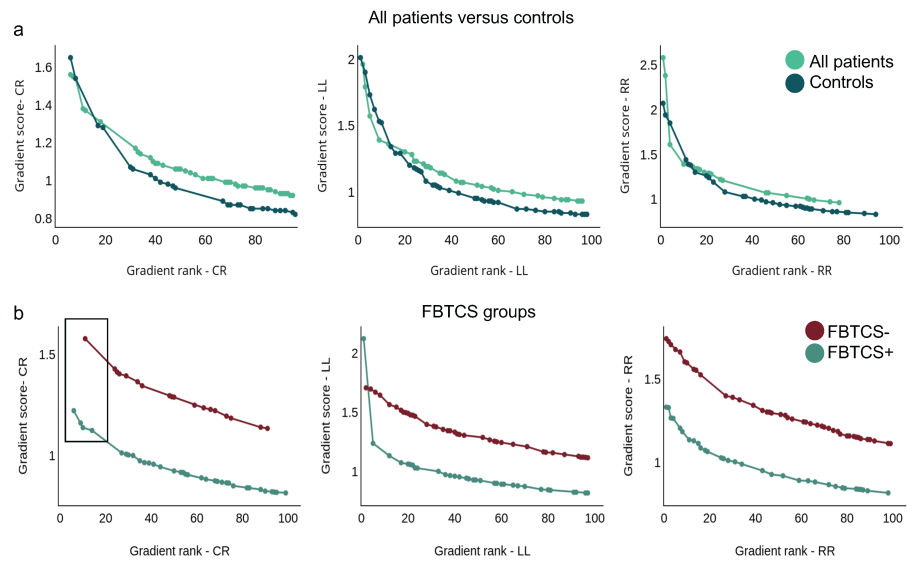 All patients versus controls
a
All patients
Controls
Gradient score- CR
1.6
1.4
1.2
1
0.8
0 20 40 60 80
Gradient rank - CR
Gradient score - LL
2
1.5
1
0 20 40 60 80 100
Gradient rank - LL
Gradient score - RR
2.5
2
1.5
1
0 20 40 60 80 100
Gradient rank - RR
FBTCS groups
b
FBTCS-
FBTCS+
Gradient score- CR
1.5
1
0 20 40 60 80 100
Gradient rank - CR
Gradient score - LL
2
1.5
1
0 20 40 60 80 100
Gradient rank - LL
Gradient score - RR
1.5
1
0 20 40 60 80 100
Gradient rank - RR